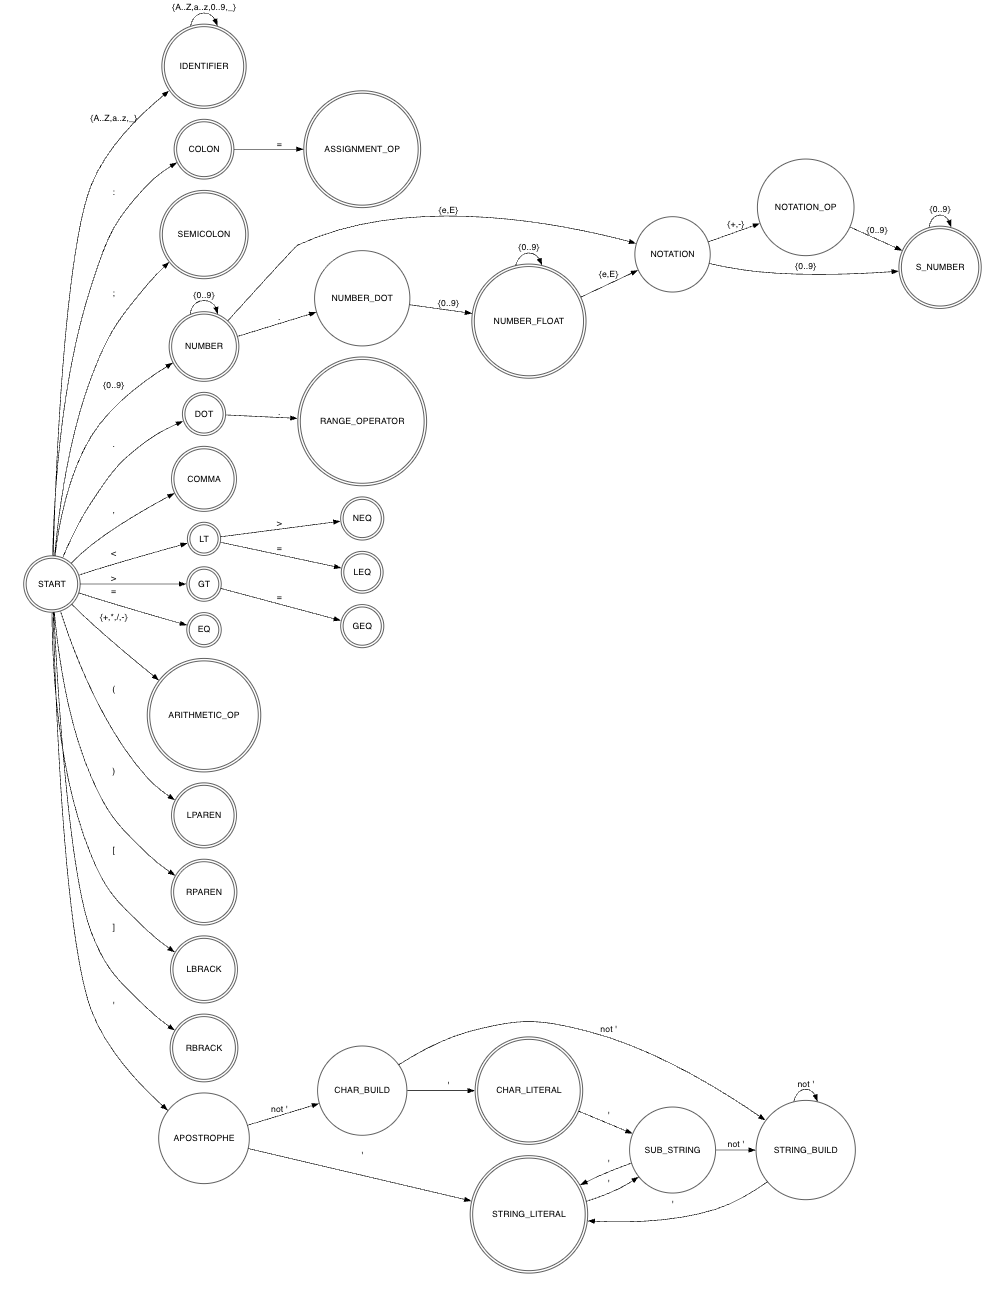 {A..Z,a..z,0..9,_}
IDENTIFIER
{A..Z,a..z,_}
COLON
=
ASSIGNMENT_OP
:
SEMICOLON
;
{e,E}
NOTATION
{+,-}
NOTATION_OP
{0..9}
{0..9}
{0..9}
S_NUMBER
{0..9}
NUMBER
.
NUMBER_DOT
{0..9}
{0..9}
NUMBER_FLOAT
{e,E}
{0..9}
DOT
.
RANGE_OPERATOR
.
COMMA
,
LT
>
NEQ
=
LEQ
<
START
>
GT
=
GEQ
=
EQ
{+,*,/,-}
ARITHMETIC_OP
(
LPAREN
)
RPAREN
[
LBRACK
]
RBRACK
'
APOSTROPHE
not '
CHAR_BUILD
'
CHAR_LITERAL
not '
'
SUB_STRING
not '
not '
STRING_BUILD
'
'
'
STRING_LITERAL
'